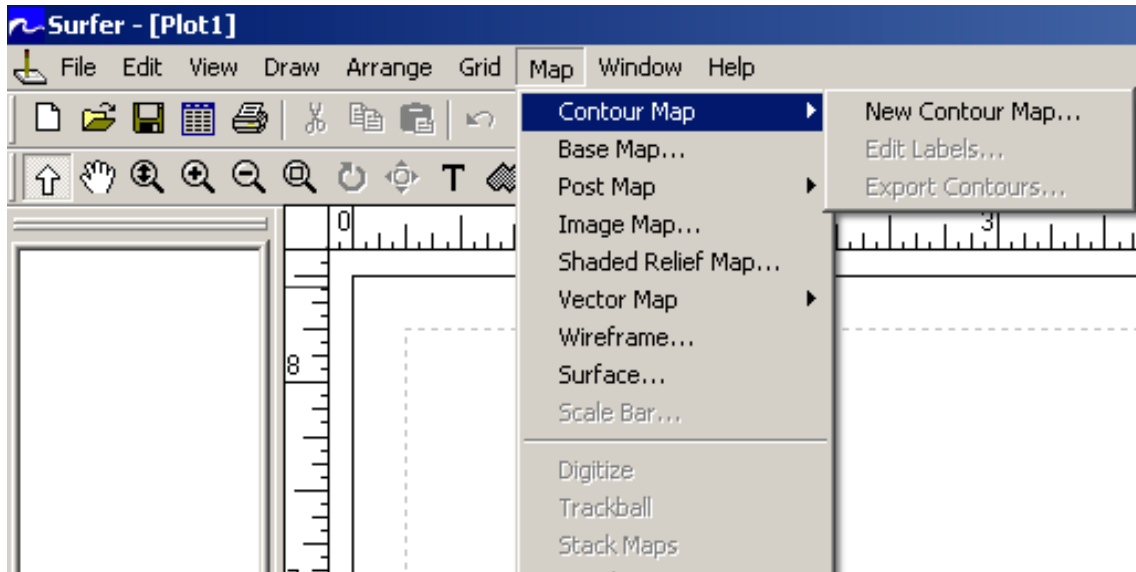 Surfer - [Plot1]
File Edit View Draw Arrange Grid Map Window Help
Contour Map
New Contour Map...
Base Map...
Edit Labels...
Post Map
Export Contours...
Image Map...
Shaded Relief Map...
Vector Map
Wireframe...
Surface...
Scale Bar...
Digitize
Trackball
Stack Maps
T
0
3
8